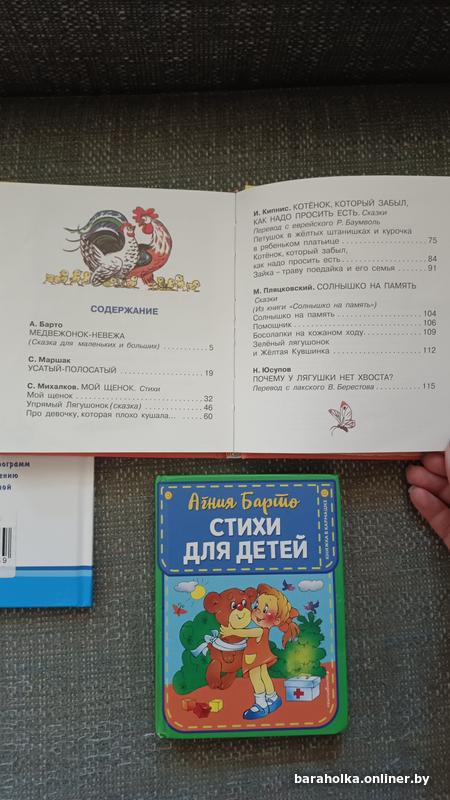 СОДЕРЖАНИЕ
А. Барто
МЕДВЕЖОНОК-НЕВЕЖА
(Сказка для маленьких и больших) .......... 5
С. Маршак
УСАТЫЙ-ПОЛОСАТЫЙ .......... 19
С. Михалков. МОЙ ЩЕНОК. Стихи
Мой щенок .......... 32
Упрямый Лягушонок (сказка) .......... 46
Про девочку, которая плохо кушала... .... 60
И. Кипнис. КОТЁНОК, КОТОРЫЙ ЗАБЫЛ,
КАК НАДО ПРОСИТЬ ЕСТЬ. Сказки
Перевод с еврейского Р. Баумволь
Петушок в жёлтых штанишках и курочка
в рябеньком платьице .......... 75
Котёнок, который забыл,
как надо просить есть .......... 84
Зайка – траву поедайка и его семья ....... 91
М. Пляцковский. СОЛНЫШКО НА ПАМЯТЬ
Сказки
(Из книги «Солнышко на память»)
Солнышко на память .......... 104
Помощник .......... 106
Босолапки на кожаном ходу .......... 109
Зелёный лягушонок
и Жёлтая Кувшинка .......... 112
Н. Юсупов
ПОЧЕМУ У ЛЯГУШКИ НЕТ ХВОСТА?
Перевод с лакского В. Берестова .......... 115
ной
Агния Барто
СТИХИ
ДЛЯ ДЕТЕЙ
КНИЖКА В КАРМАШКЕ
baraholka.onliner.by